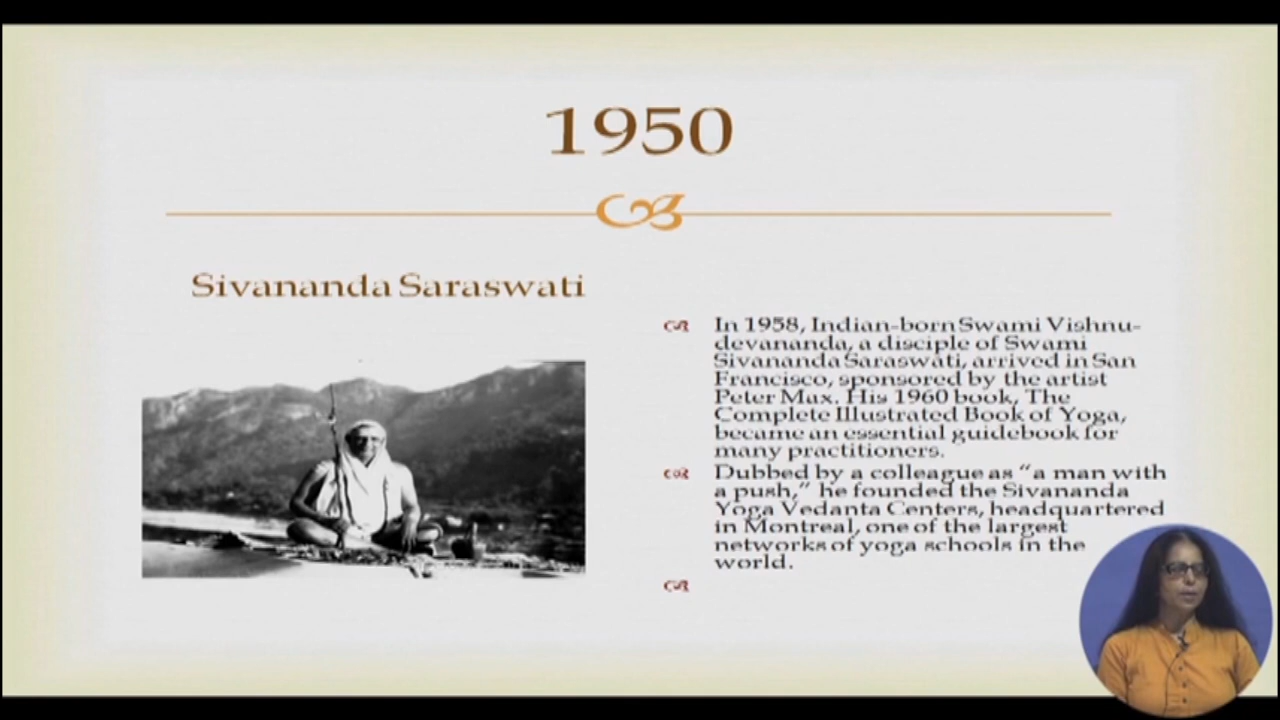 1950
Sivananda Saraswati
In 1958, Indian-born Swami Vishnu-
devananda, a disciple of Swami
Sivananda Saraswati, arrived in San
Francisco, sponsored by the artist
Peter Max. His 1960 book, The
Complete Illustrated Book of Yoga,
became an essential guidebook for
many practitioners.
Dubbed by a colleague as “a man with
a push,” he founded the Sivananda
Yoga Vedanta Centers, headquartered
in Montreal, one of the largest
networks of yoga schools in the
world.